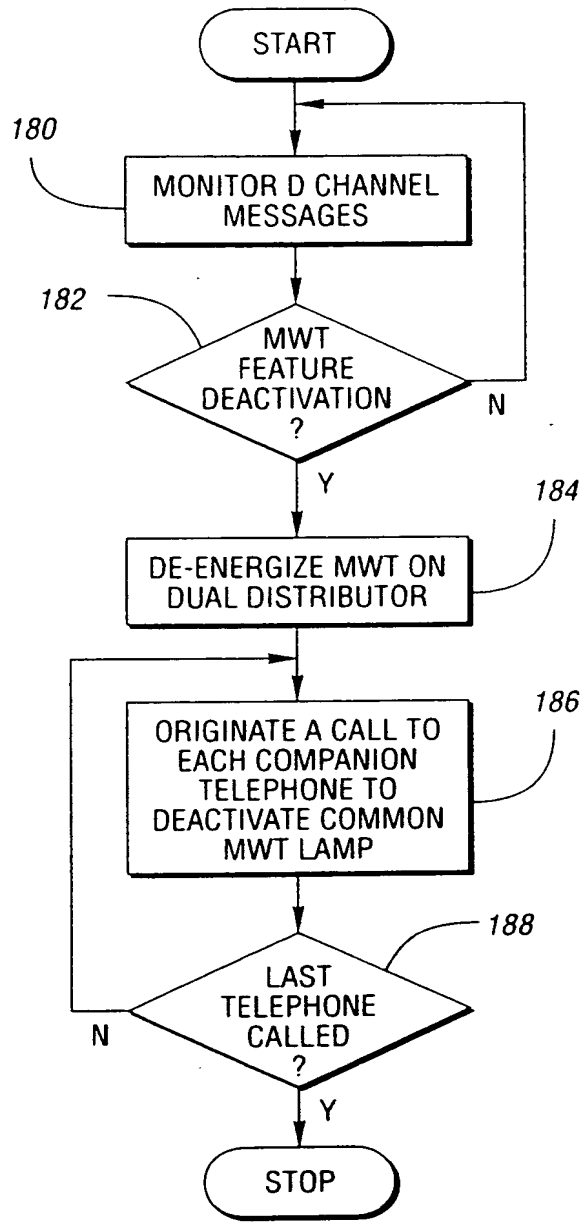 START
180
MONITOR D CHANNEL
MESSAGES
182
MWT
FEATURE
DEACTIVATION
?
N
Y
184
DE-ENERGIZE MWT ON
DUAL DISTRIBUTOR
186
ORIGINATE A CALL TO
EACH COMPANION
TELEPHONE TO
DEACTIVATE COMMON
MWT LAMP
188
LAST
TELEPHONE
CALLED
?
N
Y
STOP